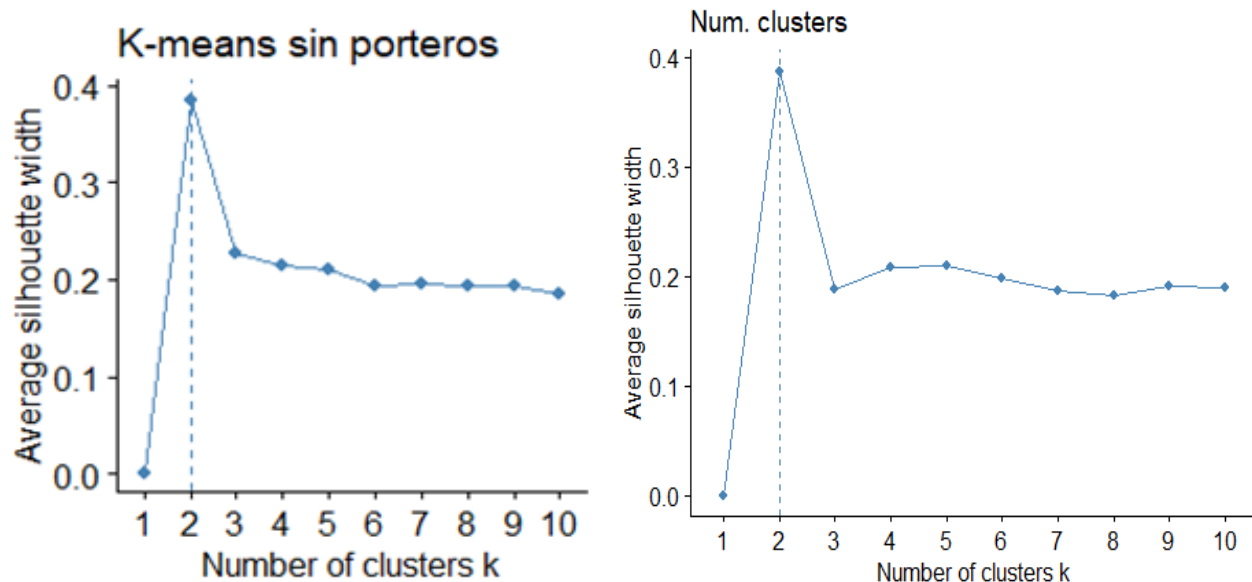 K-means sin porteros
Average silhouette width
0.4
0.3
0.2
0.1
0.0
1 2 3 4 5 6 7 8 9 10
Number of clusters k
Num. clusters
Average silhouette width
0.4
0.3
0.2
0.1
0.0
1 2 3 4 5 6 7 8 9 10
Number of clusters k